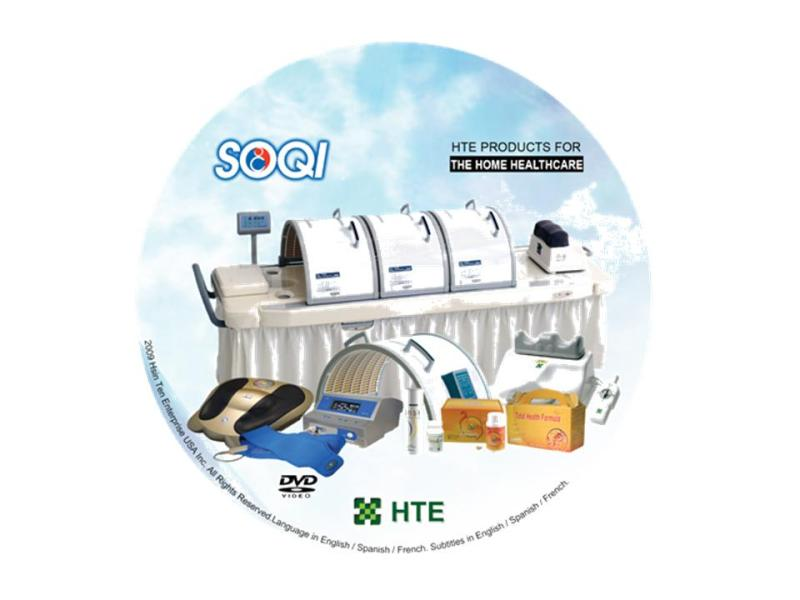 SOQI
HTE PRODUCTS FOR
THE HOME HEALTHCARE
Total Health Formula
DVD
VIDEO
HTE
2009 Hsin Ten Enterprise USA Inc. All Rights Reserved.Language in English / Spanish / French. Subtitles in English / Spanish / French.